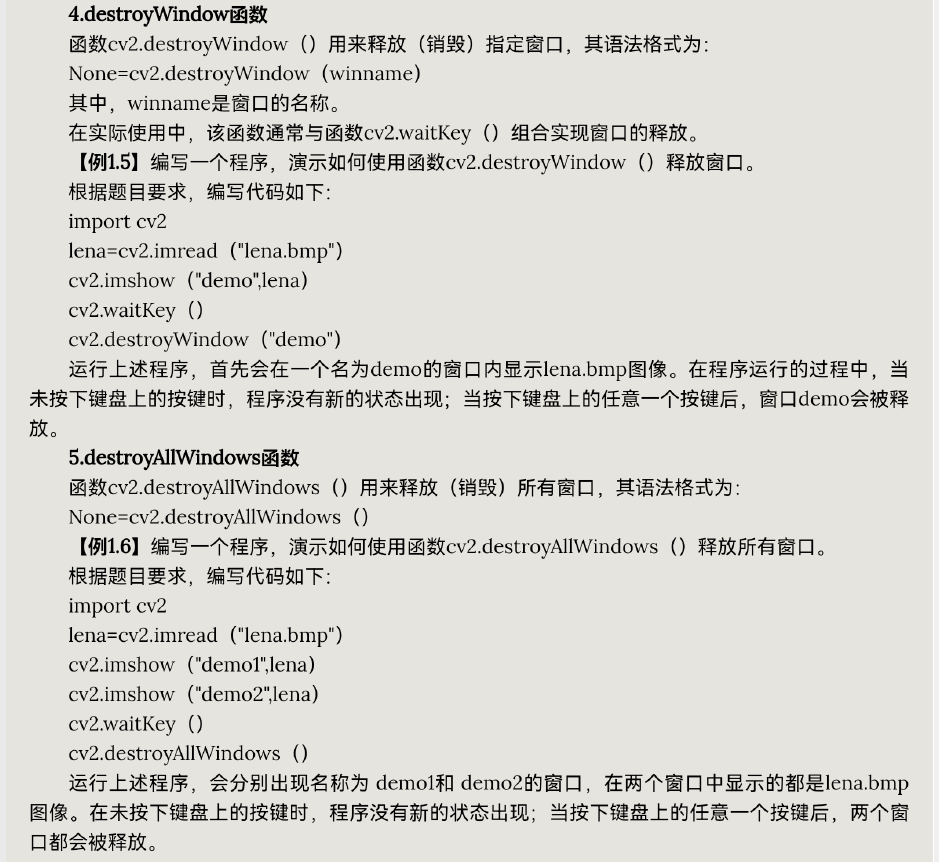 4.destroyWindow函数
函数cv2.destroyWindow（）用来释放（销毁）指定窗口，其语法格式为：
None=cv2.destroyWindow（winname）
其中，winname是窗口的名称。
在实际使用中，该函数通常与函数cv2.waitKey（）组合实现窗口的释放。
【例1.5】编写一个程序，演示如何使用函数cv2.destroyWindow（）释放窗口。
根据题目要求，编写代码如下：
import cv2
lena=cv2.imread（"lena.bmp"）
cv2.imshow（"demo",lena）
cv2.waitKey（）
cv2.destroyWindow（"demo"）
运行上述程序，首先会在一个名为demo的窗口内显示lena.bmp图像。在程序运行的过程中，当
未按下键盘上的按键时，程序没有新的状态出现；当按下键盘上的任意一个按键后，窗口demo会被释
放。
5.destroyAllWindows函数
函数cv2.destroyAllWindows（）用来释放（销毁）所有窗口，其语法格式为：
None=cv2.destroyAllWindows（）
【例1.6】编写一个程序，演示如何使用函数cv2.destroyAllWindows（）释放所有窗口。
根据题目要求，编写代码如下：
import cv2
lena=cv2.imread（"lena.bmp"）
cv2.imshow（"demo1",lena）
cv2.imshow（"demo2",lena）
cv2.waitKey（）
cv2.destroyAllWindows（）
运行上述程序，会分别出现名称为 demo1和 demo2的窗口，在两个窗口中显示的都是lena.bmp
图像。在未按下键盘上的按键时，程序没有新的状态出现；当按下键盘上的任意一个按键后，两个窗
口都会被释放。